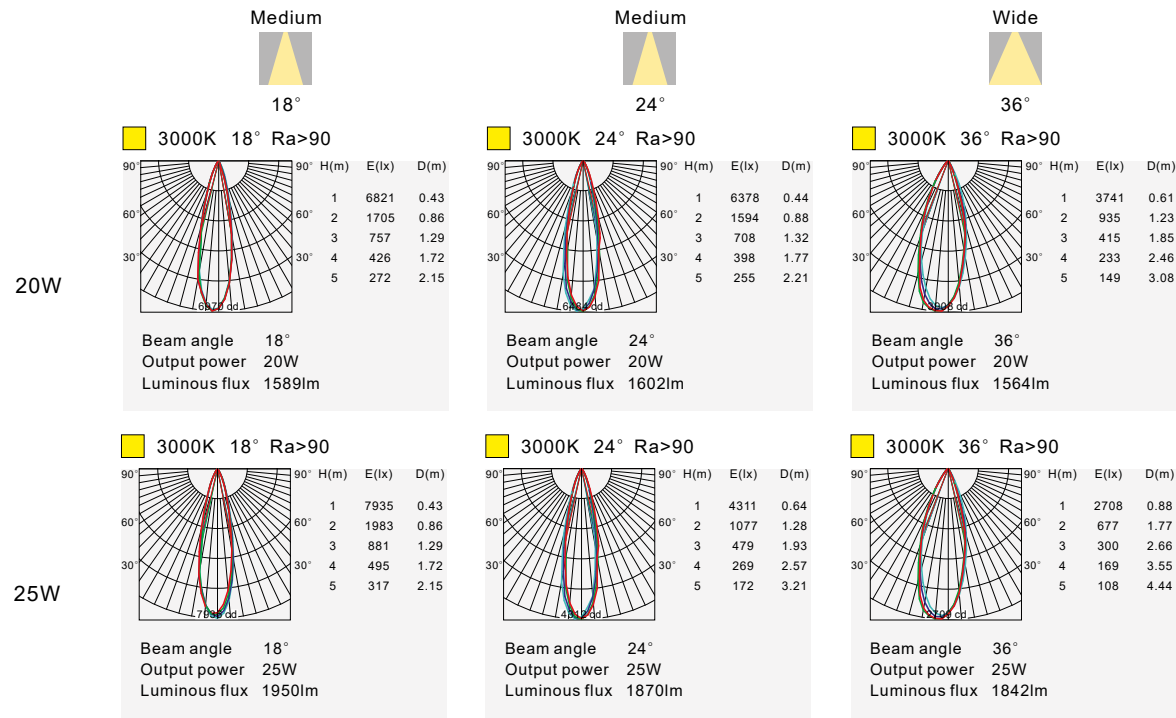 Medium
18°
Medium
24°
Wide
36°
20W
3000K 18° Ra>90
90° 90° H(m) E(lx) D(m)
1 6821 0.43
60° 60° 2 1705 0.86
3 757 1.29
30° 30° 4 426 1.72
5 272 2.15
6970 cd
Beam angle 18°
Output power 20W
Luminous flux 1589lm
3000K 24° Ra>90
90° 90° H(m) E(lx) D(m)
1 6378 0.44
60° 60° 2 1594 0.88
3 708 1.32
30° 30° 4 398 1.77
5 255 2.21
6484 cd
Beam angle 24°
Output power 20W
Luminous flux 1602lm
3000K 36° Ra>90
90° 90° H(m) E(lx) D(m)
1 3741 0.61
60° 60° 2 935 1.23
3 415 1.85
30° 30° 4 233 2.46
5 149 3.08
cd
Beam angle 36°
Output power 20W
Luminous flux 1564lm
25W
3000K 18° Ra>90
90° 90° H(m) E(lx) D(m)
1 7935 0.43
60° 60° 2 1983 0.86
3 881 1.29
30° 30° 4 495 1.72
5 317 2.15
cd
Beam angle 18°
Output power 25W
Luminous flux 1950lm
3000K 24° Ra>90
90° 90° H(m) E(lx) D(m)
1 4311 0.64
60° 60° 2 1077 1.28
3 479 1.93
30° 30° 4 269 2.57
5 172 3.21
cd
Beam angle 24°
Output power 25W
Luminous flux 1870lm
3000K 36° Ra>90
90° 90° H(m) E(lx) D(m)
1 2708 0.88
60° 60° 2 677 1.77
3 300 2.66
30° 30° 4 169 3.55
5 108 4.44
2709 cd
Beam angle 36°
Output power 25W
Luminous flux 1842lm